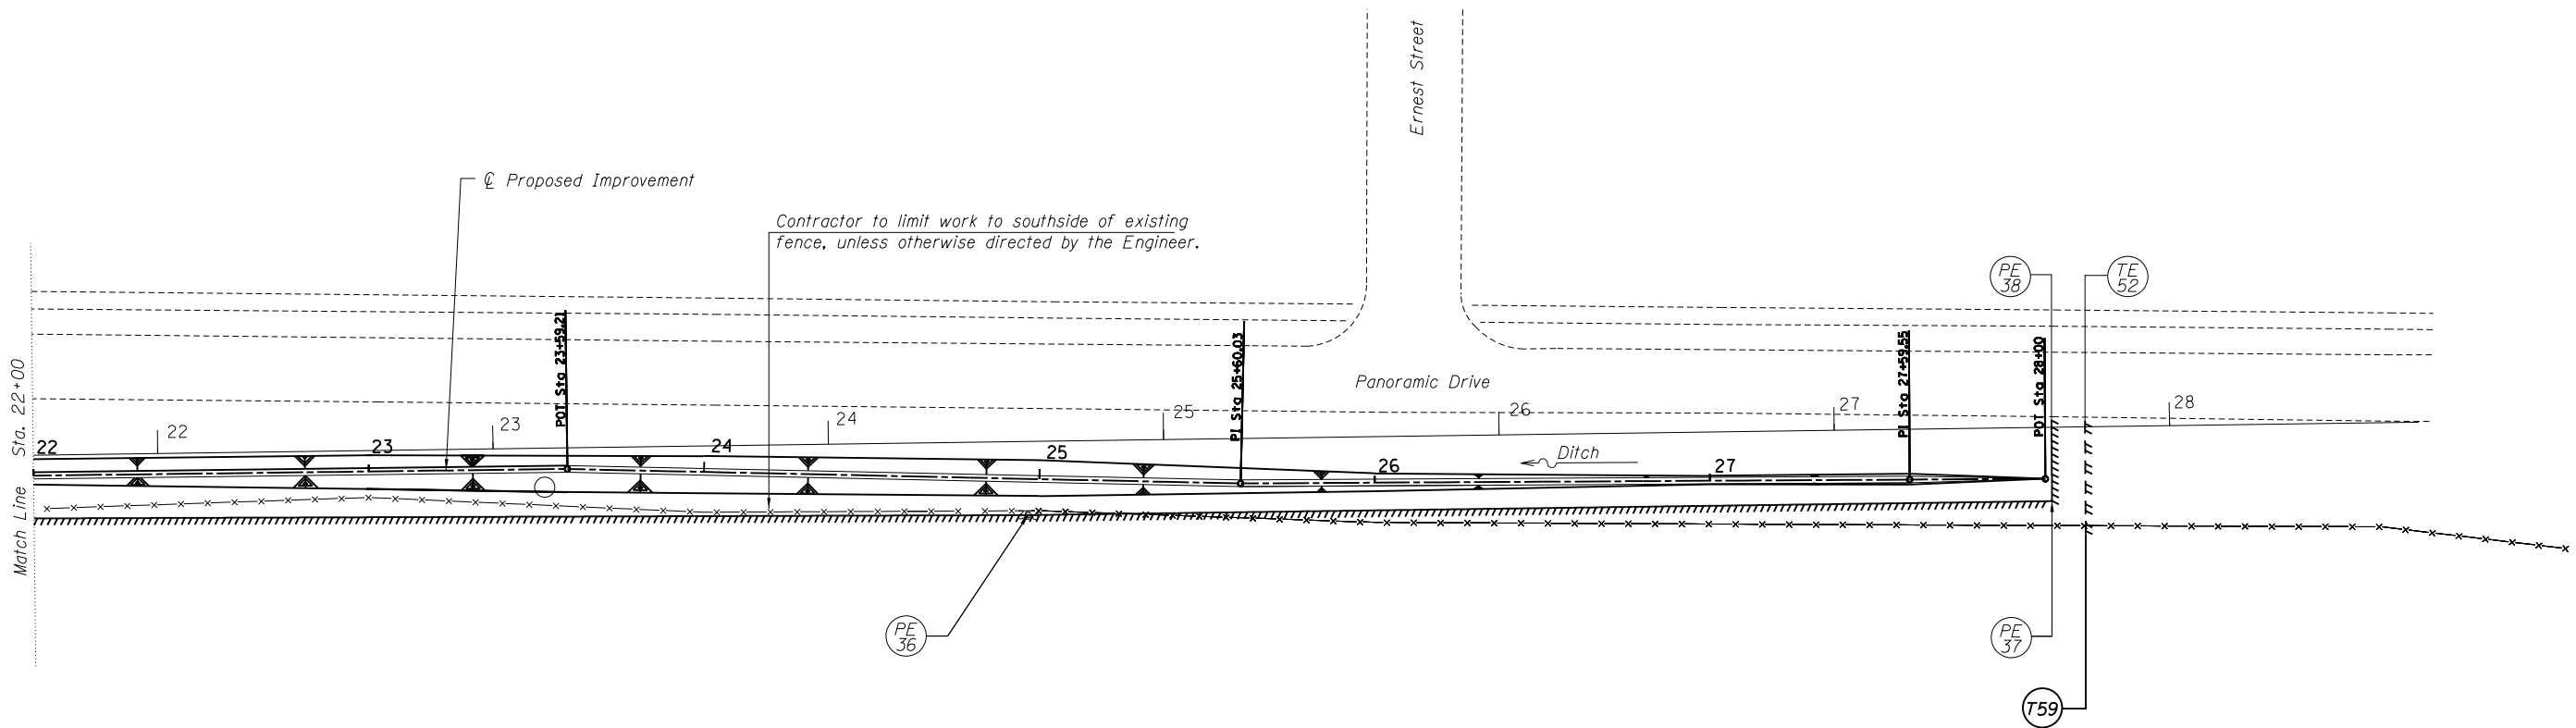 Ernest Street
℄ Proposed Improvement
Contractor to limit work to southside of existing
fence, unless otherwise directed by the Engineer.
PE
38
TE
52
POT Sta 23+59.21
PI Sta 25+60.03
PI Sta 27+59.55
POT Sta 28+00
Panoramic Drive
Match Line Sta. 22+00
22
23
24
25
26
27
28
22
23
24
25
26
27
Ditch
PE
36
PE
37
T59